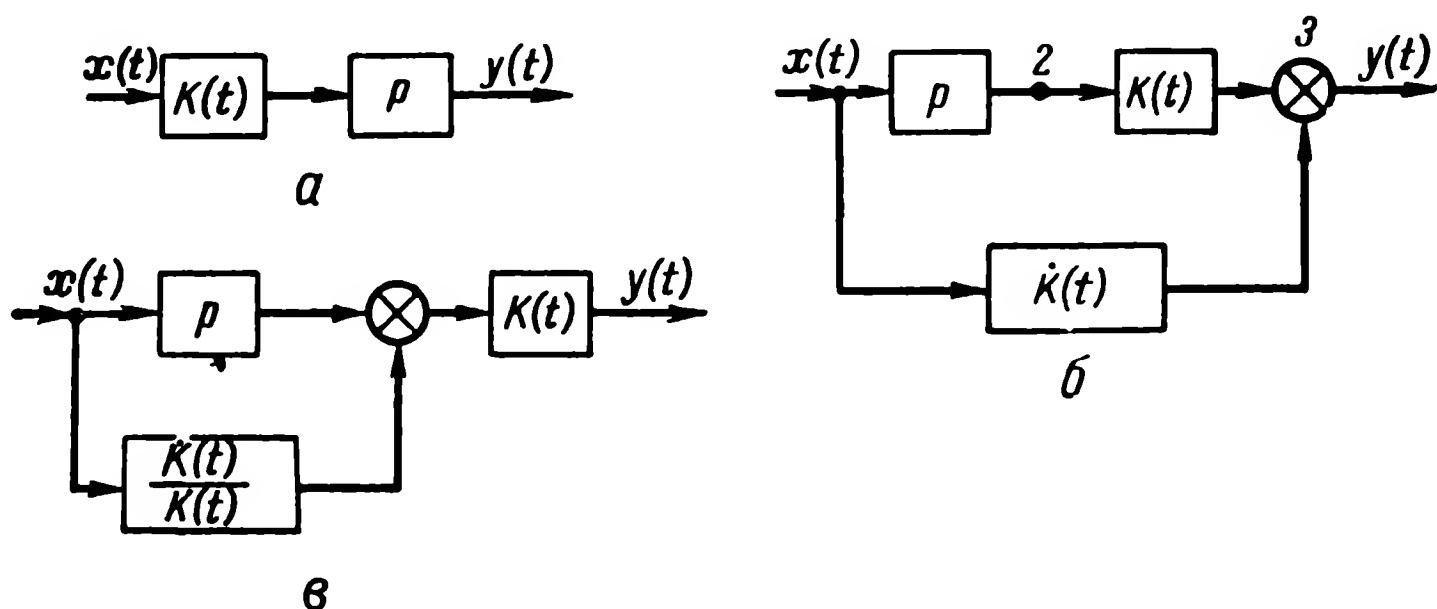 x(t) K(t) p y(t)
а
x(t) p 2 K(t) 3 y(t)
K̇(t)
б
x(t) p K(t) y(t)
K̇(t)
K(t)
в